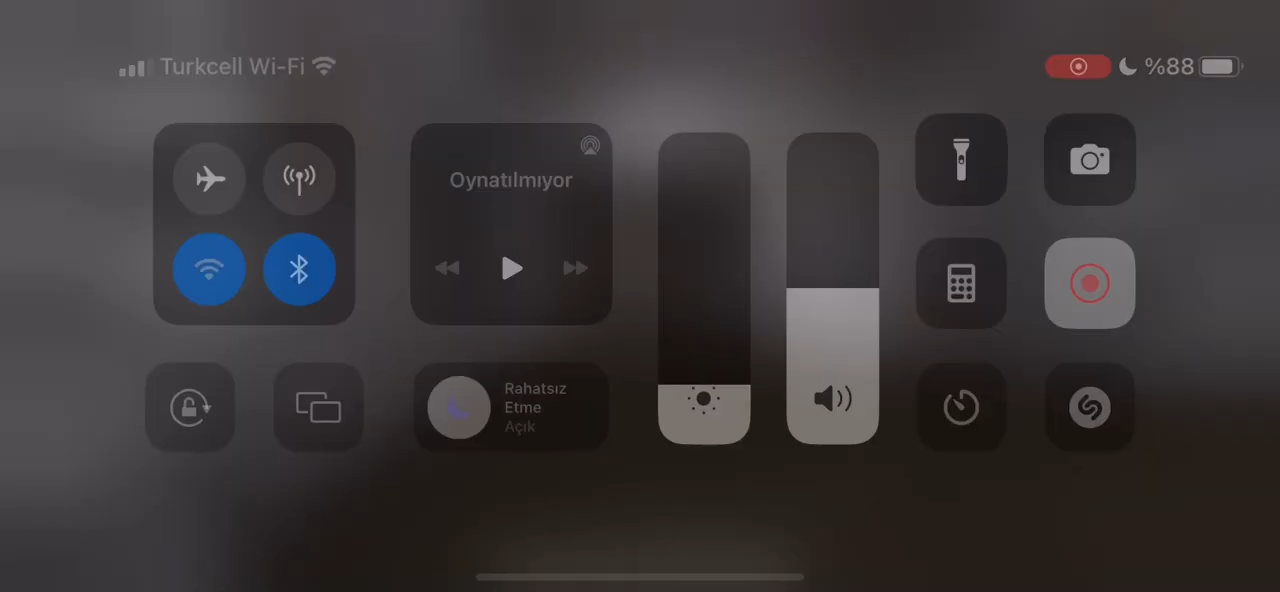 Turkcell Wi-Fi
%88
Oynatılmıyor
Rahatsız
Etme
Açık